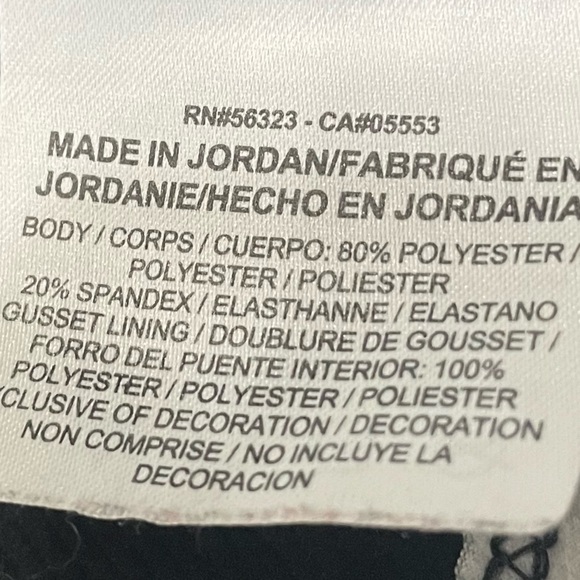 RN#56323 - CA#05553
MADE IN JORDAN/FABRIQUÉ EN
JORDANIE/HECHO EN JORDANIA
BODY / CORPS / CUERPO: 80% POLYESTER /
POLYESTER / POLIESTER
20% SPANDEX / ELASTHANNE / ELASTANO
GUSSET LINING / DOUBLURE DE GOUSSET /
FORRO DEL PUENTE INTERIOR: 100%
POLYESTER / POLYESTER / POLIESTER
XCLUSIVE OF DECORATION / DECORATION
NON COMPRISE / NO INCLUYE LA
DECORACION